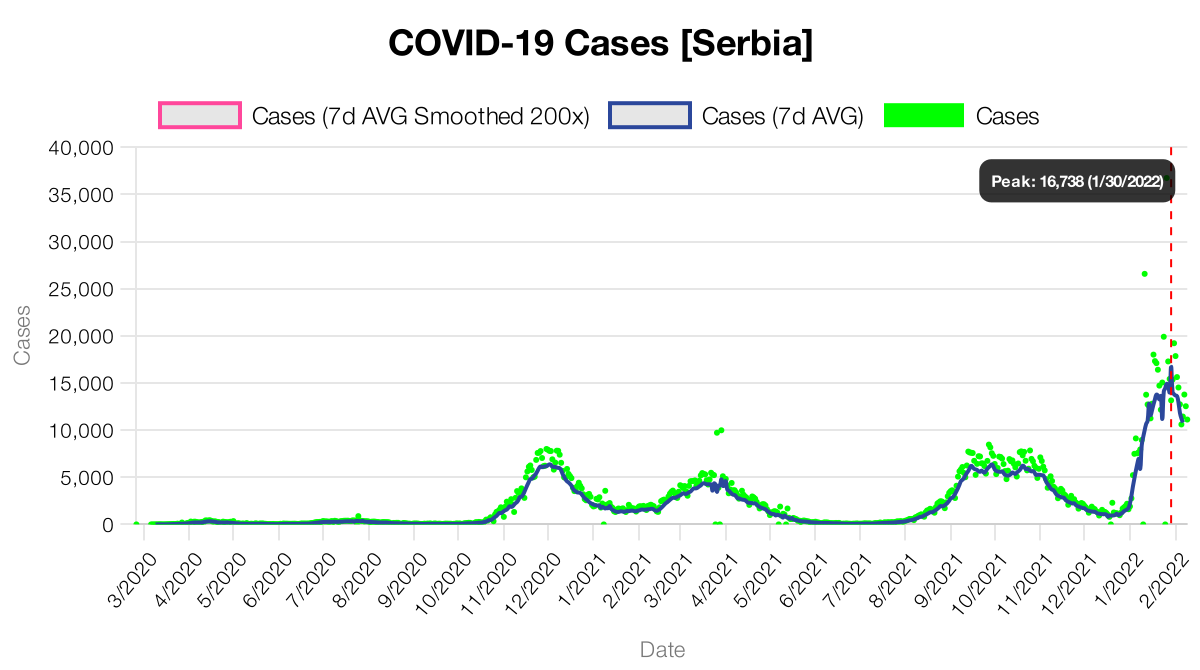 COVID-19 Cases [Serbia]
Cases (7d AVG Smoothed 200x) Cases (7d AVG) Cases
40,000
35,000
30,000
25,000
20,000
15,000
10,000
5,000
0
Peak: 16,738 (1/30/2022)
Cases
3/2020 4/2020 5/2020 6/2020 7/2020 8/2020 9/2020 10/2020 11/2020 12/2020 1/2021 2/2021 3/2021 4/2021 5/2021 6/2021 7/2021 8/2021 9/2021 10/2021 11/2021 12/2021 1/2022 2/2022
Date